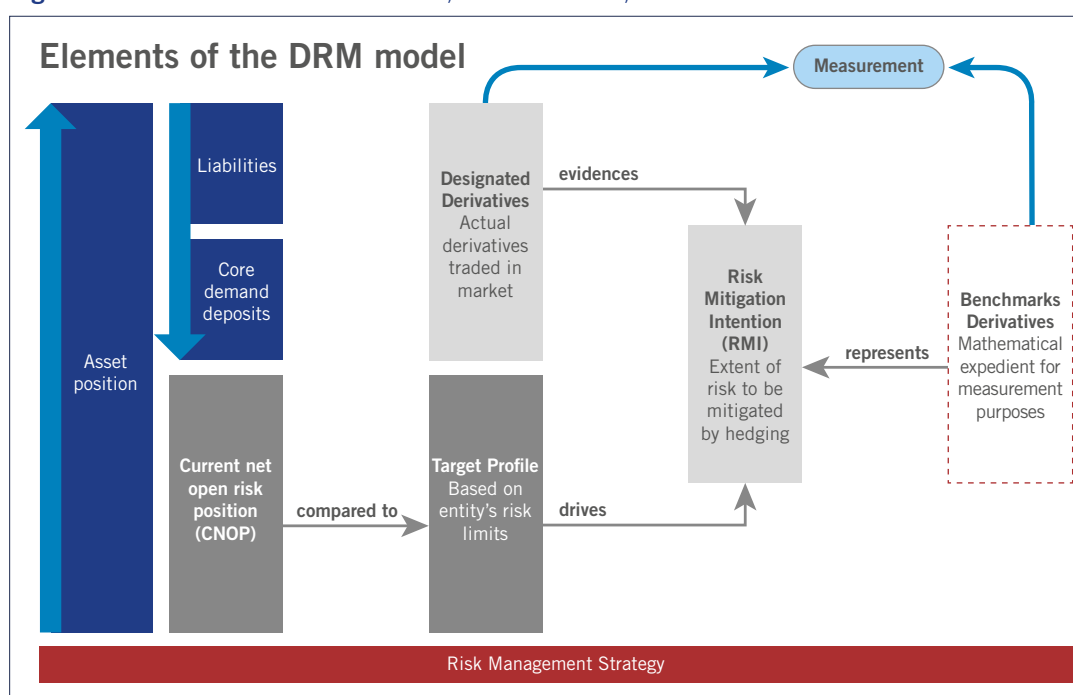 Elements of the DRM model
Measurement
Asset
position
Liabilities
Core
demand
deposits
Current net
open risk
position
(CNOP)
compared to
Designated
Derivatives
Actual
derivatives
traded in
market
evidences
Target Profile
Based on
entity's risk
limits
drives
Risk
Mitigation
Intention
(RMI)
Extent of
risk to be
mitigated
by hedging
represents
Benchmarks
Derivatives
Mathematical
expedient for
measurement
purposes
Risk Management Strategy